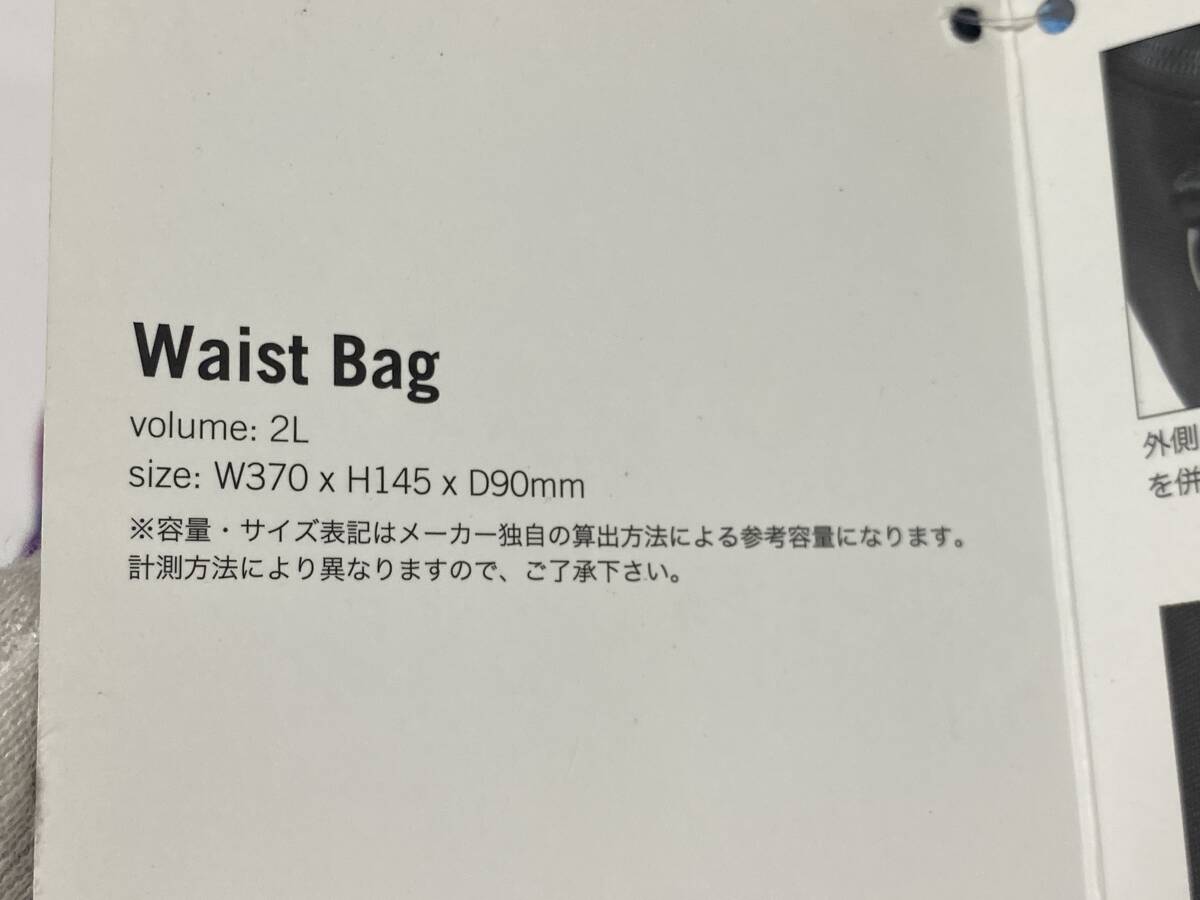 Waist Bag
volume: 2L
size: W370 x H145 x D90mm
※容量・サイズ表記はメーカー独自の算出方法による参考容量になります。
計測方法により異なりますので、ご了承下さい。
外側
を併